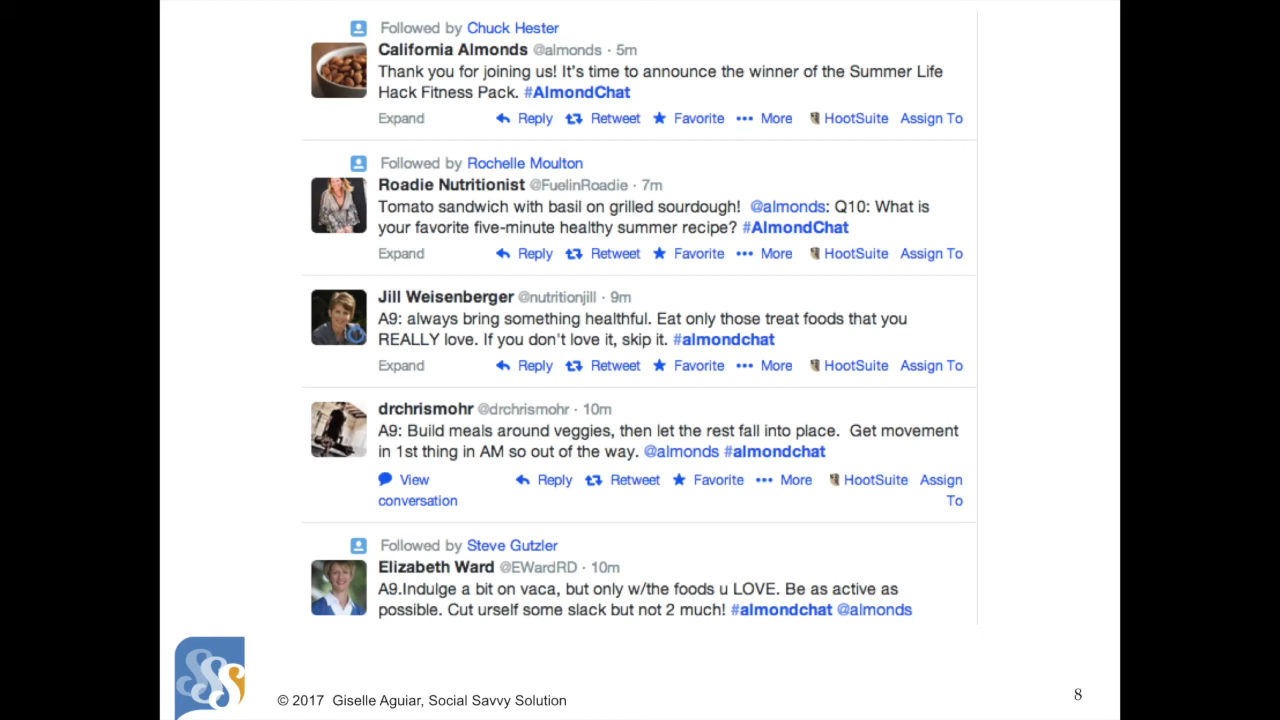 Followed by Chuck Hester
California Almonds @almonds · 5m
Thank you for joining us! It's time to announce the winner of the Summer Life
Hack Fitness Pack. #AlmondChat
Expand Reply Retweet Favorite More HootSuite Assign To
Followed by Rochelle Moulton
Roadie Nutritionist @FuelinRoadie · 7m
Tomato sandwich with basil on grilled sourdough! @almonds: Q10: What is
your favorite five-minute healthy summer recipe? #AlmondChat
Expand Reply Retweet Favorite More HootSuite Assign To
Jill Weisenberger @nutritionjill · 9m
A9: always bring something healthful. Eat only those treat foods that you
REALLY love. If you don't love it, skip it. #almondchat
Expand Reply Retweet Favorite More HootSuite Assign To
drchrismohr @drchrismohr · 10m
A9: Build meals around veggies, then let the rest fall into place. Get movement
in 1st thing in AM so out of the way. @almonds #almondchat
View Reply Retweet Favorite More HootSuite Assign
conversation To
Followed by Steve Gutzler
Elizabeth Ward @EWardRD · 10m
A9.Indulge a bit on vaca, but only w/the foods u LOVE. Be as active as
possible. Cut urself some slack but not 2 much! #almondchat @almonds
SSS
© 2017 Giselle Aguiar, Social Savvy Solution
8